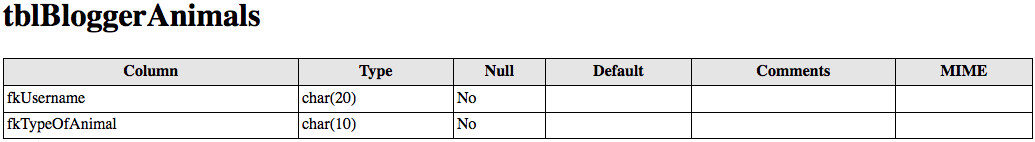 tblBloggerAnimals
Column Type Null Default Comments MIME
fkUsername char(20) No
fkTypeOfAnimal char(10) No